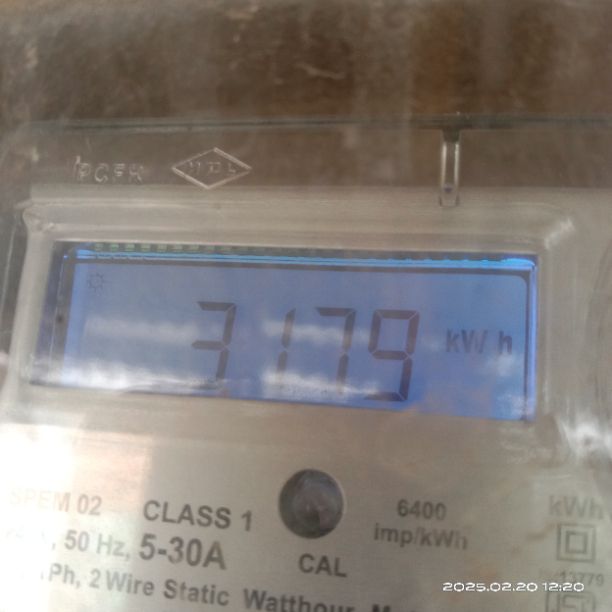 HPL
3179 kWh
SPEM 02 CLASS 1 6400 kWh
50 Hz, 5-30A CAL imp/kWh
Ph, 2 Wire Static Watthour
2025.02.20 12:20